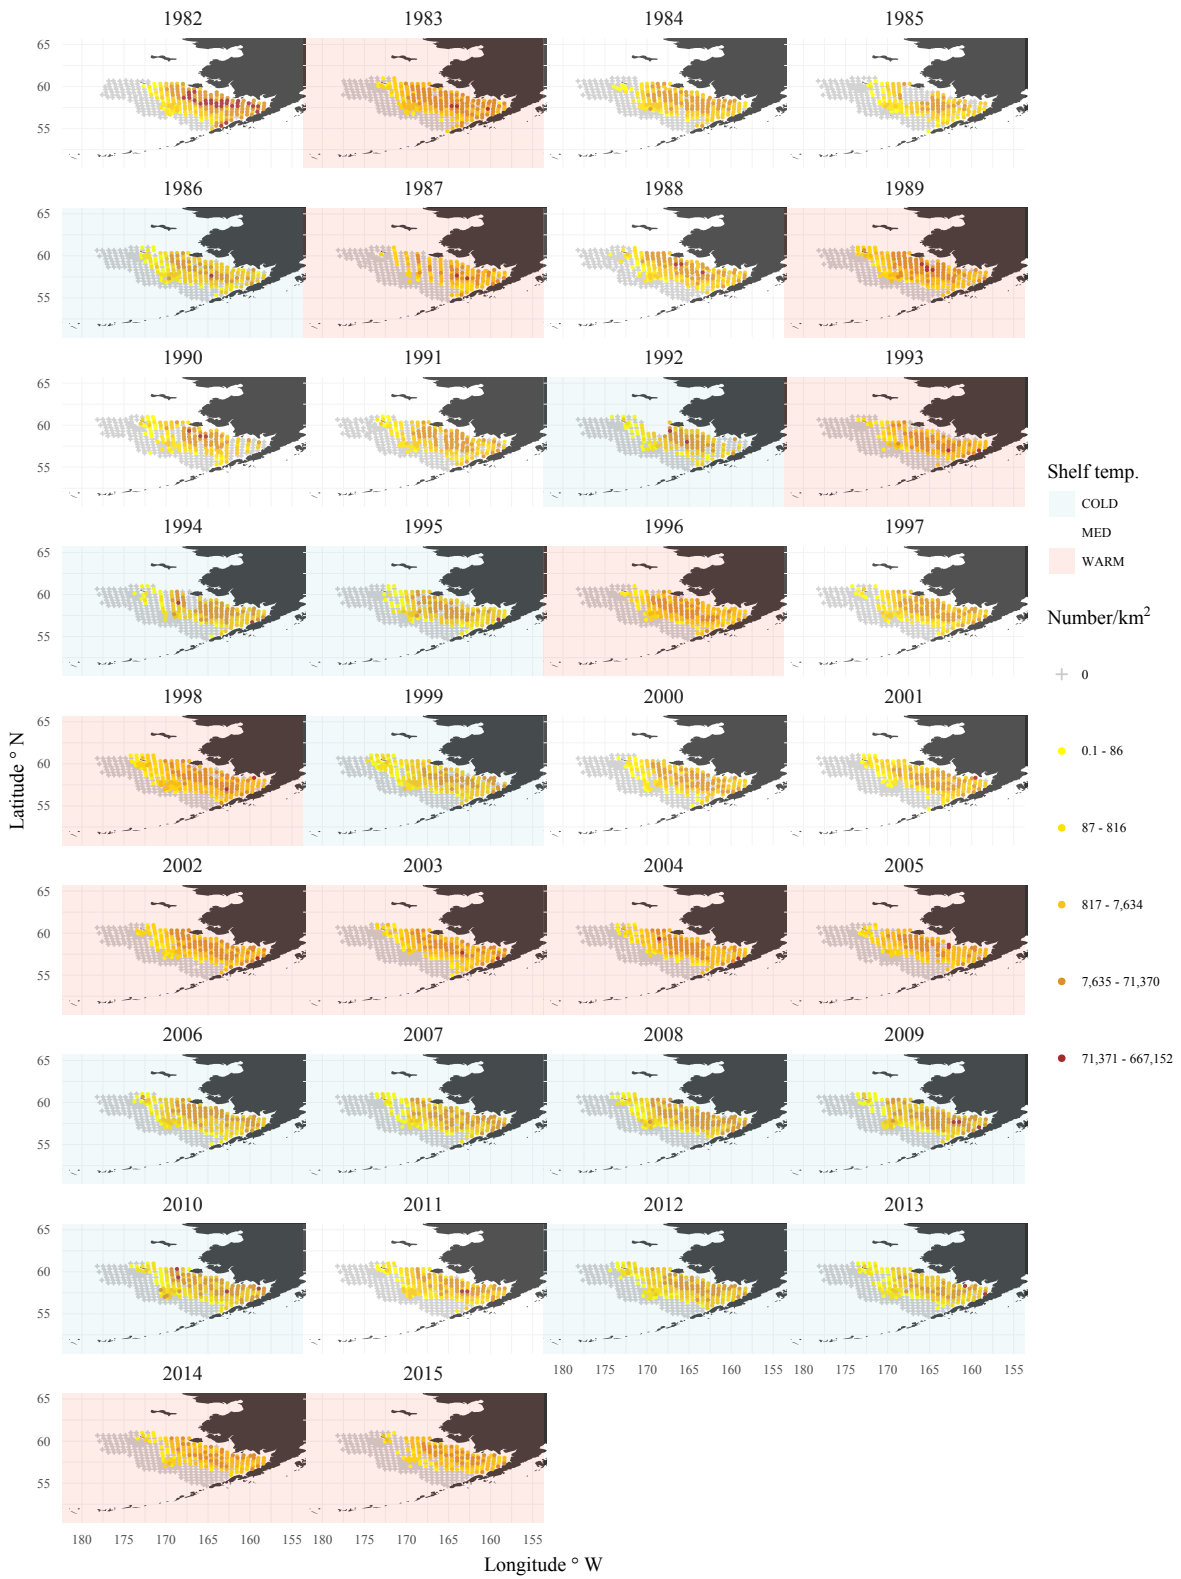 1982 1983 1984 1985
65
60
55
1986 1987 1988 1989
65
60
55
1990 1991 1992 1993
65
60
55
Shelf temp.
COLD
MED
WARM
1994 1995 1996 1997
65
60
55
Number/km²
0
0.1 - 86
87 - 816
817 - 7,634
7,635 - 71,370
71,371 - 667,152
1998 1999 2000 2001
65
60
55
Latitude ° N
2002 2003 2004 2005
65
60
55
2006 2007 2008 2009
65
60
55
2010 2011 2012 2013
65
60
55
180 175 170 165 160 155 180 175 170 165 160 155
2014 2015
65
60
55
180 175 170 165 160 155 180 175 170 165 160 155
Longitude ° W